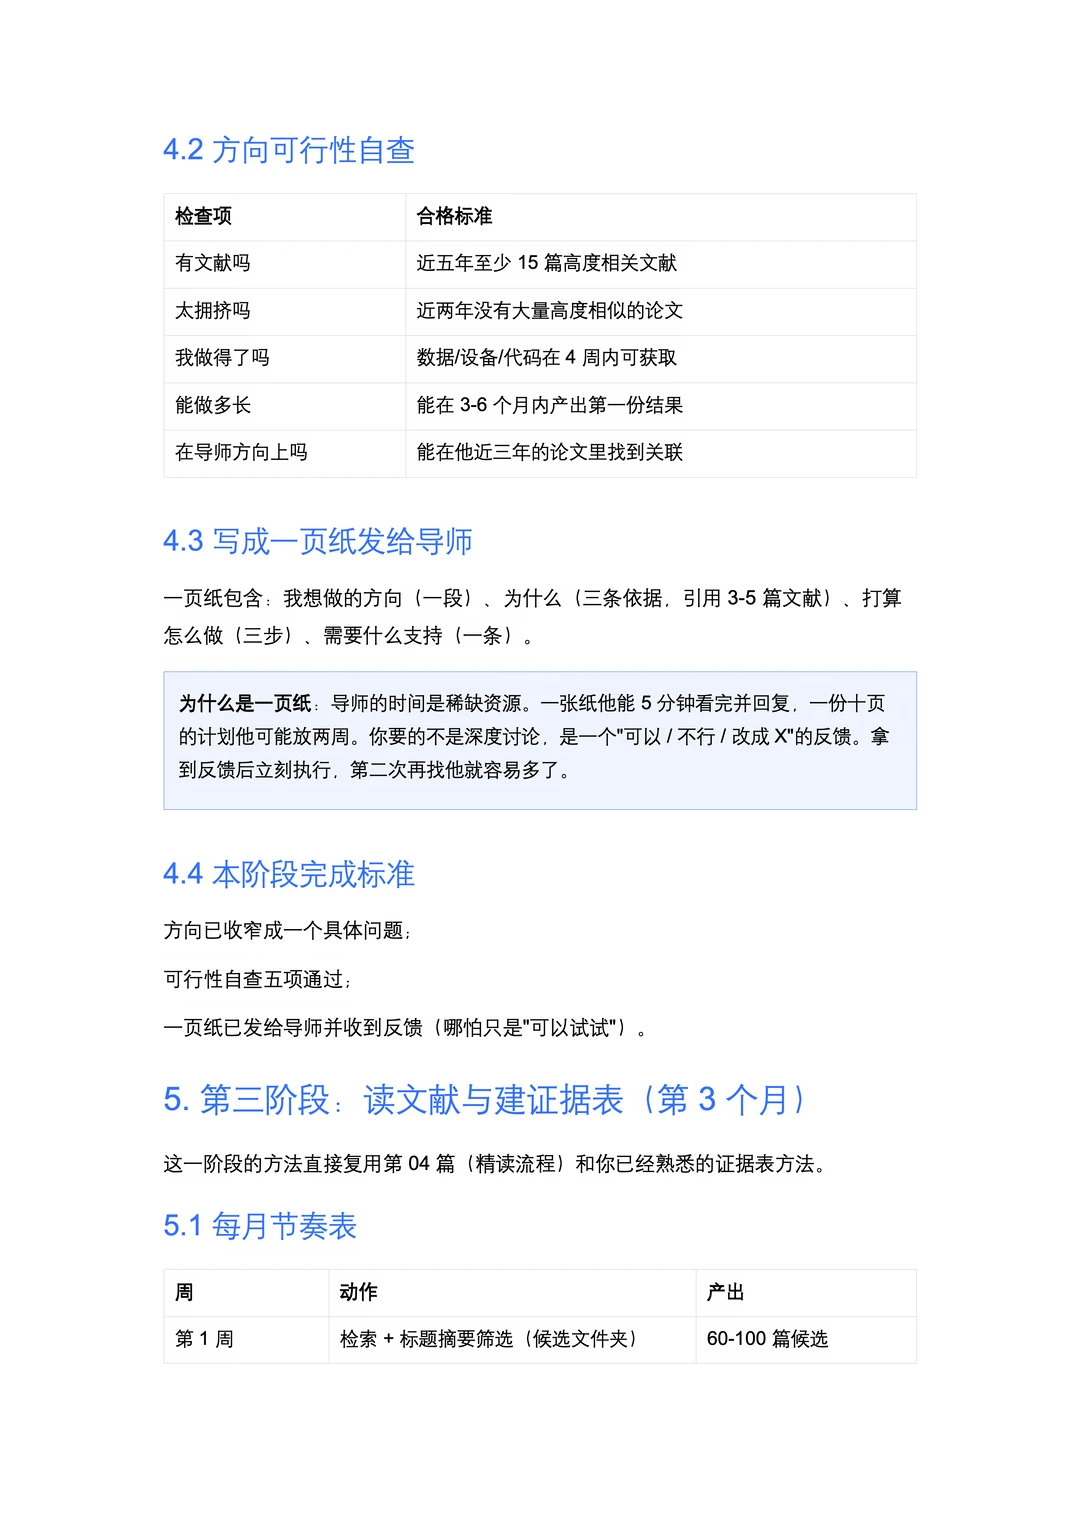 4.2 方向可行性自查
检查项 合格标准
有文献吗 近五年至少 15 篇高度相关文献
太拥挤吗 近两年没有大量高度相似的论文
我做得了吗 数据/设备/代码在 4 周内可获取
能做多长 能在 3-6 个月内产出第一份结果
在导师方向上吗 能在他近三年的论文里找到关联
4.3 写成一页纸发给导师
一页纸包含：我想做的方向（一段）、为什么（三条依据，引用 3-5 篇文献）、打算
怎么做（三步）、需要什么支持（一条）。
为什么是一页纸：导师的时间是稀缺资源。一张纸他能 5 分钟看完并回复，一份十页
的计划他可能放两周。你要的不是深度讨论，是一个"可以 / 不行 / 改成 X"的反馈。拿
到反馈后立刻执行，第二次再找他就容易多了。
4.4 本阶段完成标准
方向已收窄成一个具体问题；
可行性自查五项通过；
一页纸已发给导师并收到反馈（哪怕只是"可以试试"）。
5. 第三阶段：读文献与建证据表（第 3 个月）
这一阶段的方法直接复用第 04 篇（精读流程）和你已经熟悉的证据表方法。
5.1 每月节奏表
周 动作 产出
第 1 周 检索 + 标题摘要筛选（候选文件夹） 60-100 篇候选